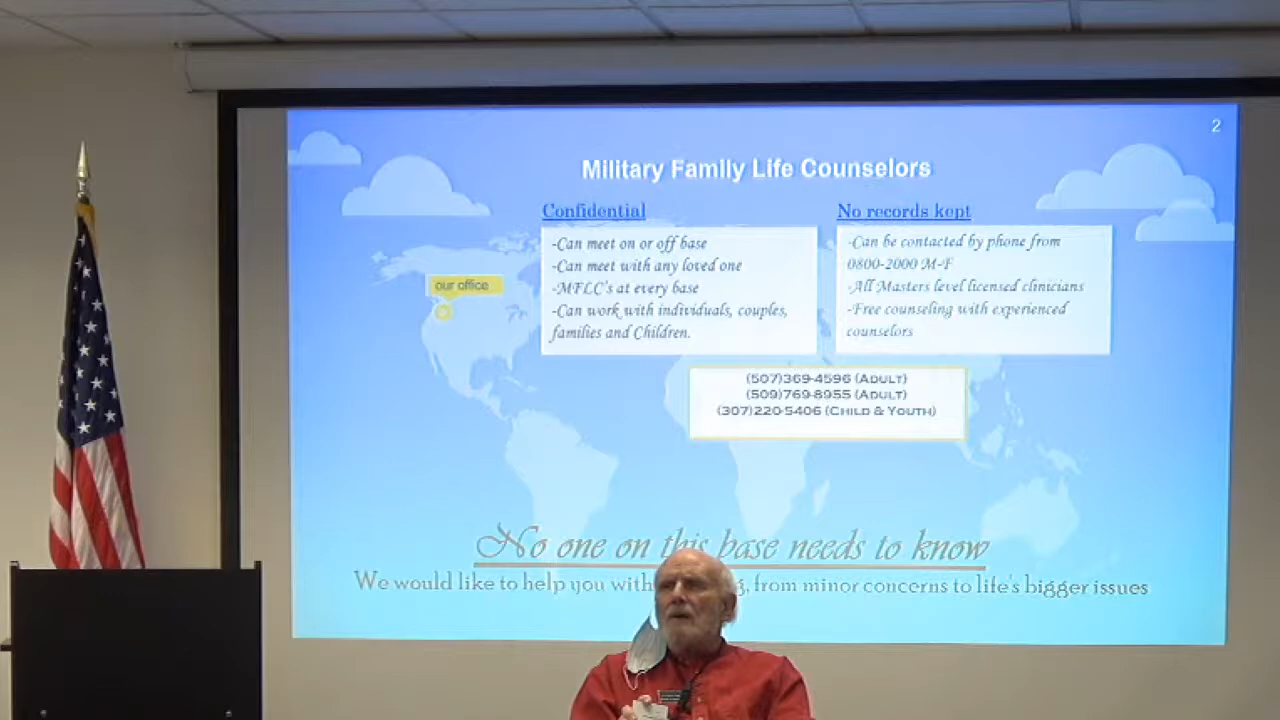 2
Military Family Life Counselors
Confidential
-Can meet on or off base
-Can meet with any loved one
-MFCC's at every base
-Can work with individuals, couples,
families and Children.
No records kept
-Can be contacted by phone from
0800-2000 M-F
-All Masters level licensed clinicians
-Free counseling with experienced
counselors
our office
(507)369-4596 (Adult)
(509)769-8955 (Adult)
(307)220-5406 (Child & Youth)
No one on this base needs to know
We would like to help you with , from minor concerns to life's bigger issues